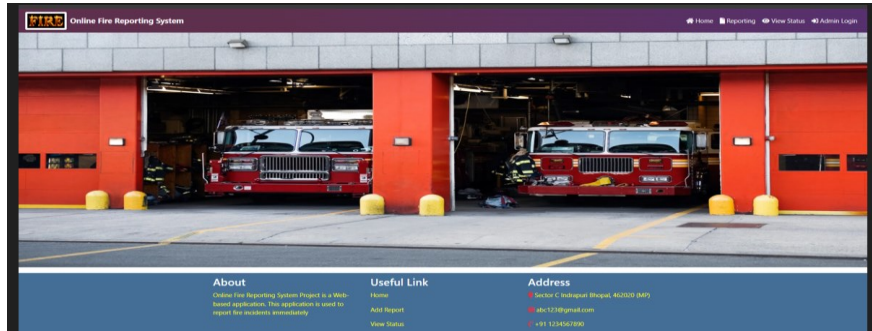 FIRE Online Fire Reporting System Home Reporting View Status Admin Login
About
Online Fire Reporting System Project is a Web-
based application. This application is used to
report fire incidents immediately
Useful Link
Home
Add Report
View Status
Address
Sector C Indrapuri Bhopal, 462020 (MP)
abc123@gmail.com
+91 1234567890